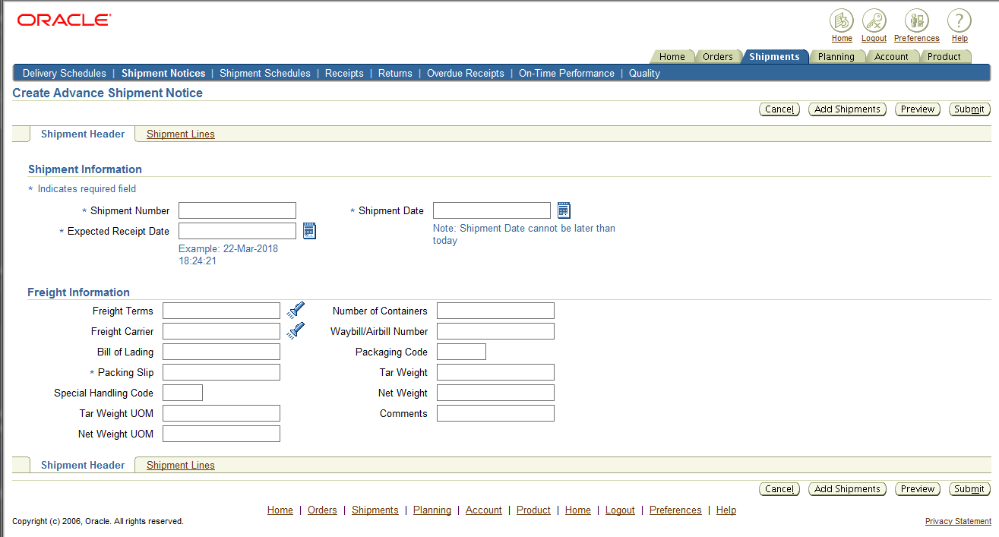 ORACLE
Home Logout Preferences Help
Home Orders Shipments Planning Account Product
Delivery Schedules | Shipment Notices | Shipment Schedules | Receipts | Returns | Overdue Receipts | On-Time Performance | Quality
Create Advance Shipment Notice
Cancel Add Shipments Preview Submit
Shipment Header Shipment Lines
Shipment Information
* Indicates required field
* Shipment Number * Shipment Date
* Expected Receipt Date
Note: Shipment Date cannot be later than
today
Example: 22-Mar-2018
18:24:21
Freight Information
Freight Terms Number of Containers
Freight Carrier Waybill/Airbill Number
Bill of Lading Packaging Code
* Packing Slip Tar Weight
Special Handling Code Net Weight
Tar Weight UOM Comments
Net Weight UOM
Shipment Header Shipment Lines
Cancel Add Shipments Preview Submit
Home | Orders | Shipments | Planning | Account | Product | Home | Logout | Preferences | Help
Copyright (c) 2006, Oracle. All rights reserved. Privacy Statement